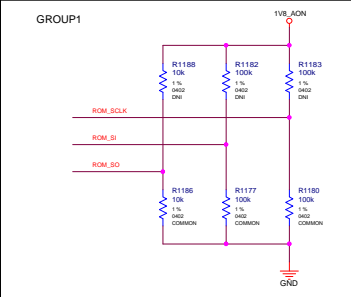 GROUP1
1V8_AON
R1188
10k
1 %
0402
DNI
R1182
100k
1 %
0402
DNI
R1183
100k
1 %
0402
DNI
ROM_SCLK
ROM_SI
ROM_SO
R1186
10k
1 %
0402
COMMON
R1177
100k
1 %
0402
COMMON
R1180
100k
1 %
0402
COMMON
GND